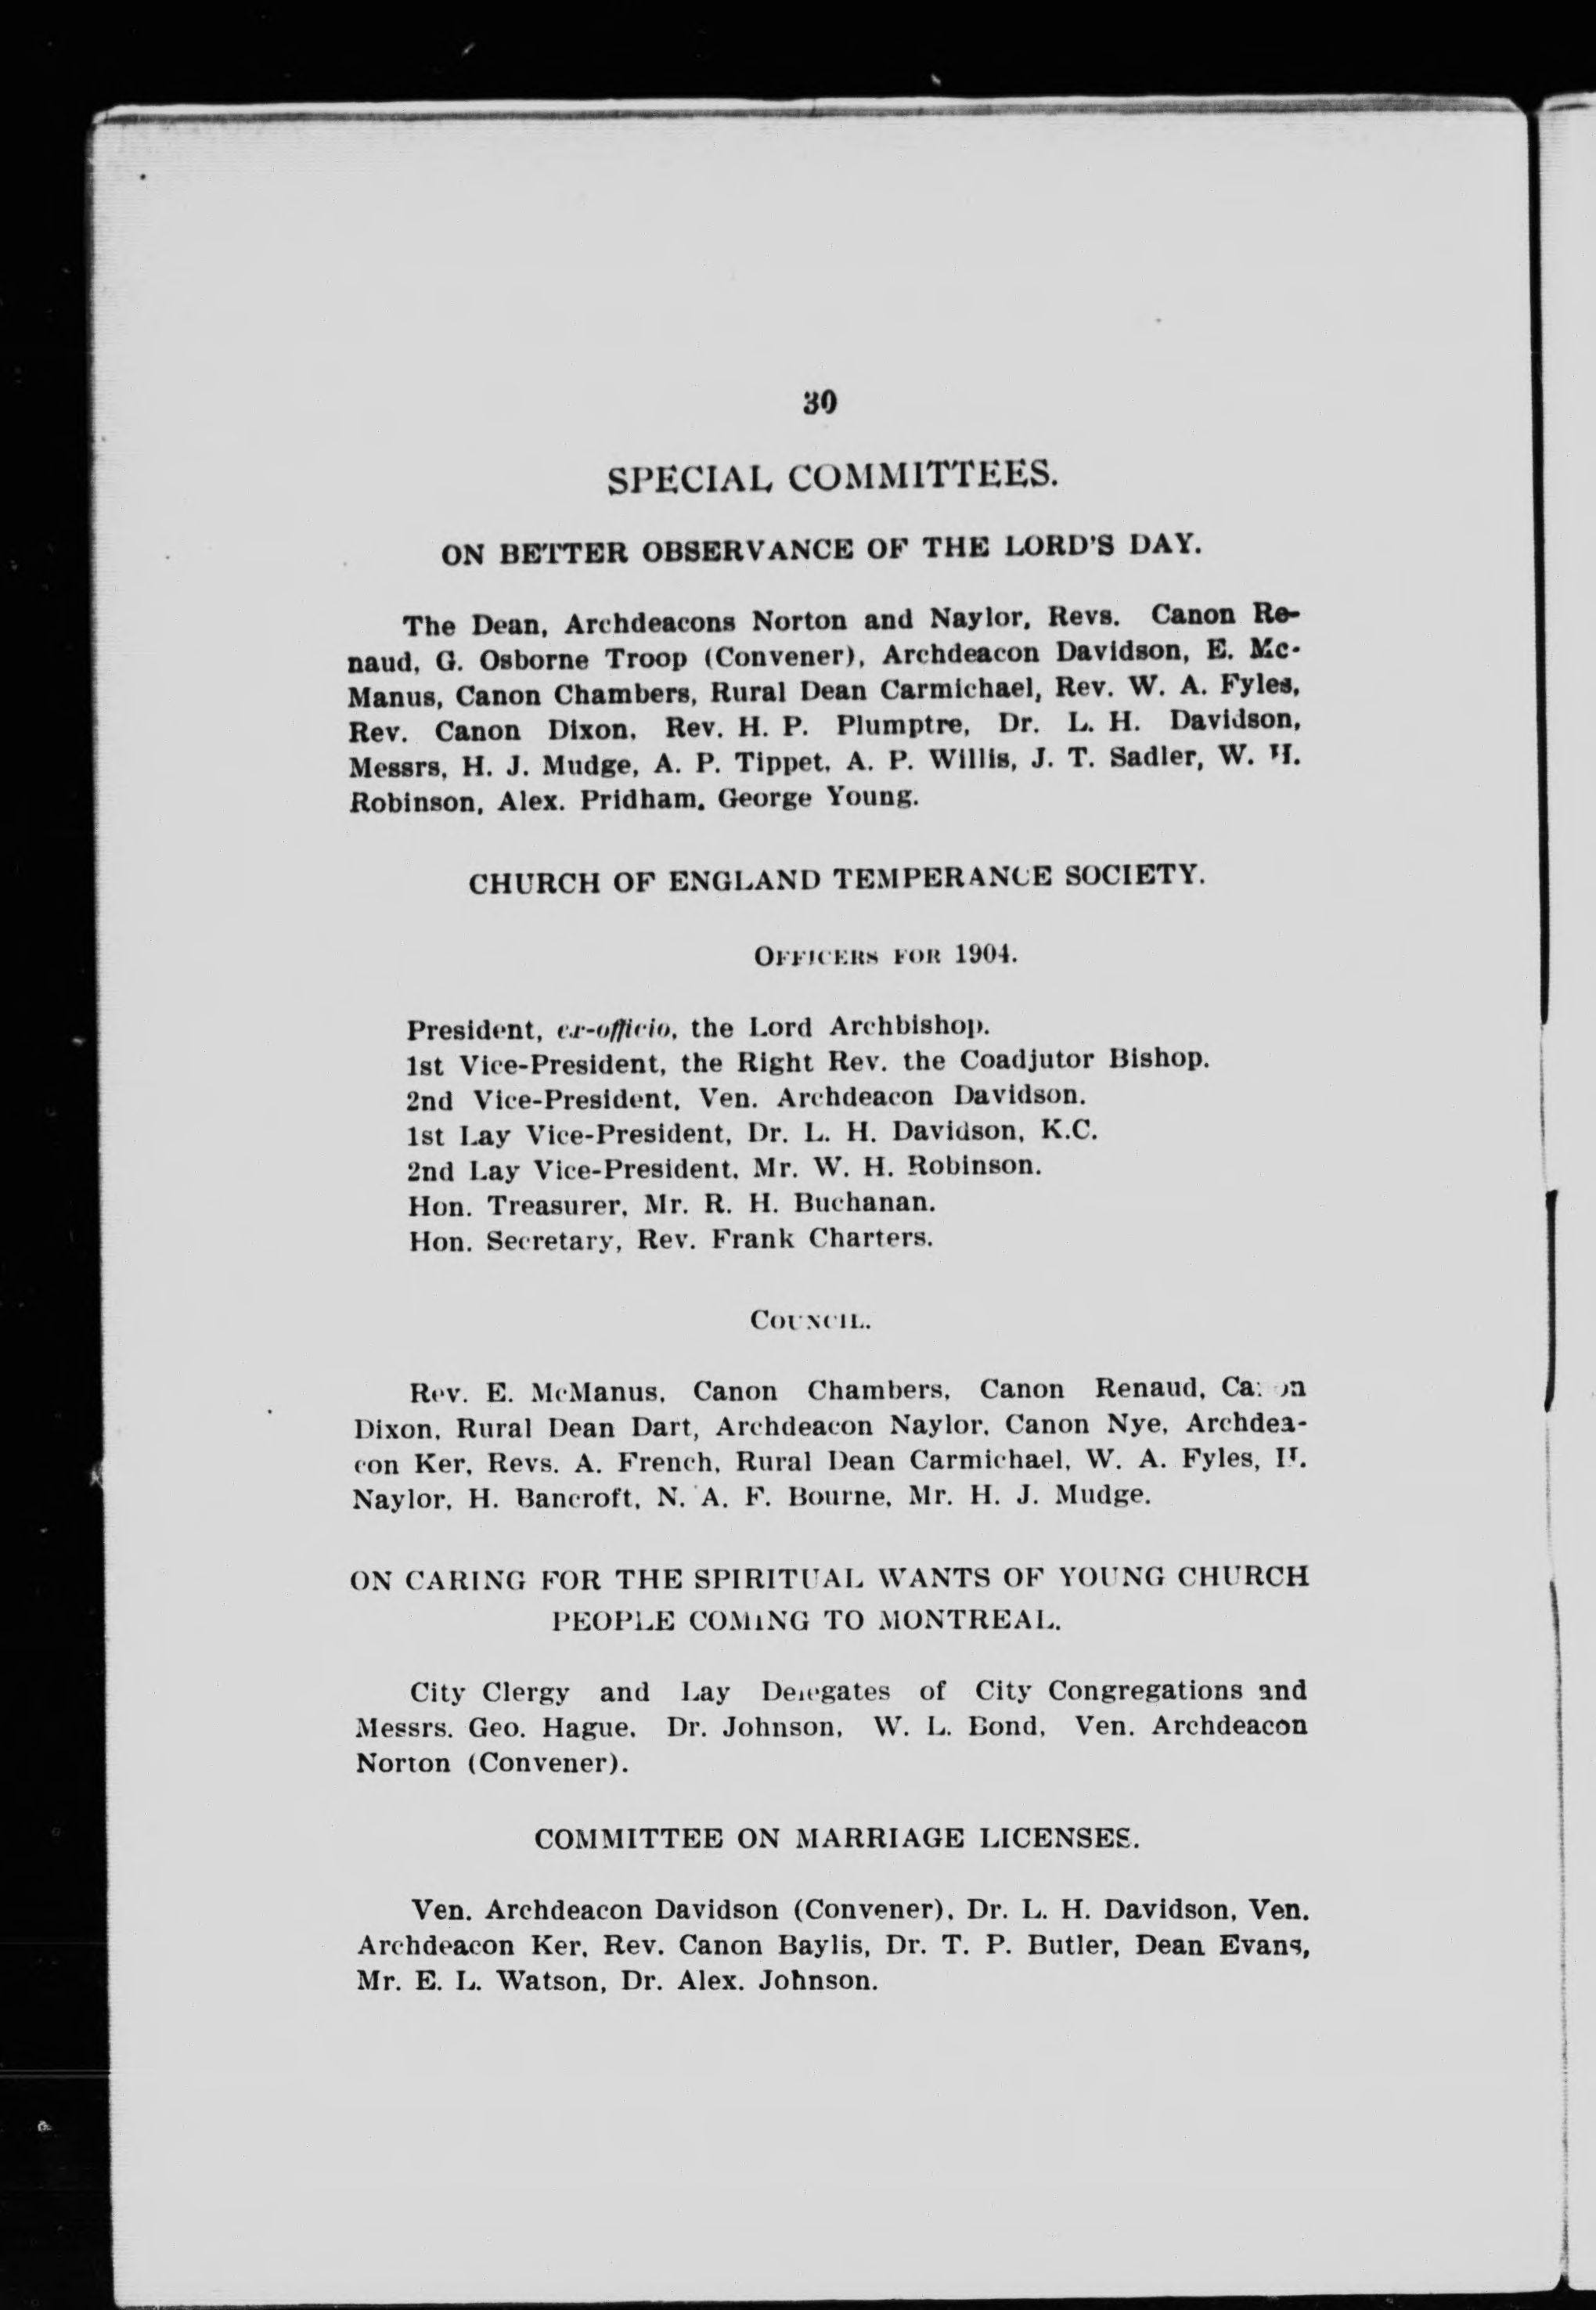 30
SPECIAL COMMITTEES.
ON BETTER OBSERVANCE OF THE LORD'S DAY.
The Dean, Archdeacons Norton and Naylor, Revs. Canon Re-
naud, G. Osborne Troop (Convener), Archdeacon Davidson, E. Mc-
Manus, Canon Chambers, Rural Dean Carmichael, Rev. W. A. Fyles,
Rev. Canon Dixon, Rev. H. P. Plumptre, Dr. L. H. Davidson,
Messrs, H. J. Mudge, A. P. Tippet, A. P. Willis, J. T. Sadler, W. H.
Robinson, Alex. Pridham, George Young.
CHURCH OF ENGLAND TEMPERANCE SOCIETY.
OFFICERS FOR 1904.
President, ex-officio, the Lord Archbishop.
1st Vice-President, the Right Rev. the Coadjutor Bishop.
2nd Vice-President, Ven. Archdeacon Davidson.
1st Lay Vice-President, Dr. L. H. Davidson, K.C.
2nd Lay Vice-President, Mr. W. H. Robinson.
Hon. Treasurer, Mr. R. H. Buchanan.
Hon. Secretary, Rev. Frank Charters.
COUNCIL.
Rev. E. McManus, Canon Chambers, Canon Renaud, Canon
Dixon, Rural Dean Dart, Archdeacon Naylor, Canon Nye, Archdea-
con Ker, Revs. A. French, Rural Dean Carmichael, W. A. Fyles, H.
Naylor, H. Bancroft, N. A. F. Bourne, Mr. H. J. Mudge.
ON CARING FOR THE SPIRITUAL WANTS OF YOUNG CHURCH
PEOPLE COMING TO MONTREAL.
City Clergy and Lay Delegates of City Congregations and
Messrs. Geo. Hague, Dr. Johnson, W. L. Bond, Ven. Archdeacon
Norton (Convener).
COMMITTEE ON MARRIAGE LICENSES.
Ven. Archdeacon Davidson (Convener), Dr. L. H. Davidson, Ven.
Archdeacon Ker, Rev. Canon Baylis, Dr. T. P. Butler, Dean Evans,
Mr. E. L. Watson, Dr. Alex. Johnson.